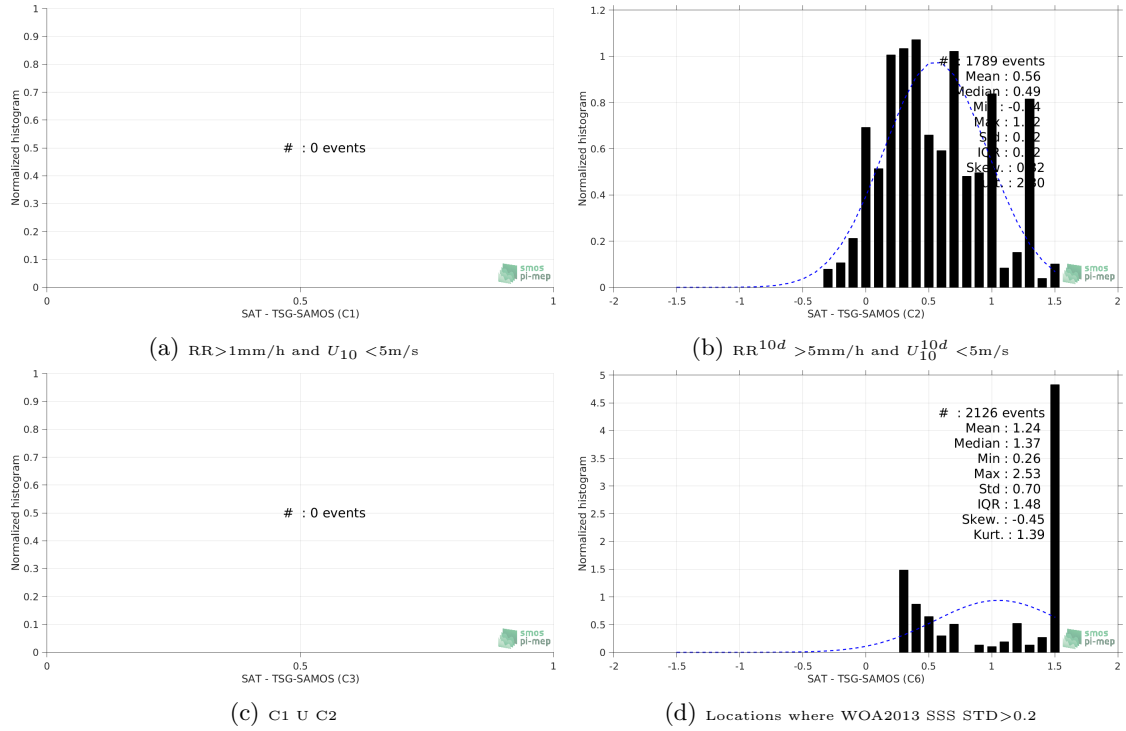 1
0.9
0.8
0.7
0.6
0.5
0.4
0.3
0.2
0.1
0
Normalized histogram
# : 0 events
smos
pi-mep
0 0.5 1
SAT - TSG-SAMOS (C1)
(a) RR>1mm/h and U10 <5m/s
1.2
1
0.8
0.6
0.4
0.2
0
Normalized histogram
# : 1789 events
Mean : 0.56
Median : 0.49
Skew. : 0.32
Kurt. : 2.30
smos
pi-mep
-2 -1 -1 -0.5 0 0.5 1 1.5 2
SAT - TSG-SAMOS (C2)
(b) RR10d >5mm/h and U10d10 <5m/s
1
0.9
0.8
0.7
0.6
0.5
0.4
0.3
0.2
0.1
0
Normalized histogram
# : 0 events
smos
pi-mep
0 0.5 1
SAT - TSG-SAMOS (C3)
(c) C1 U C2
5
4.5
4
3.5
3
2.5
2
1.5
1
0.5
0
Normalized histogram
# : 2126 events
Mean : 1.24
Median : 1.37
Min : 0.26
Max : 2.53
Std : 0.70
IQR : 1.48
Skew. : -0.45
Kurt. : 1.39
smos
pi-mep
-2 -1 -1 -0.5 0 0.5 1 1.5 2
SAT - TSG-SAMOS (C6)
(d) Locations where WOA2013 SSS STD>0.2